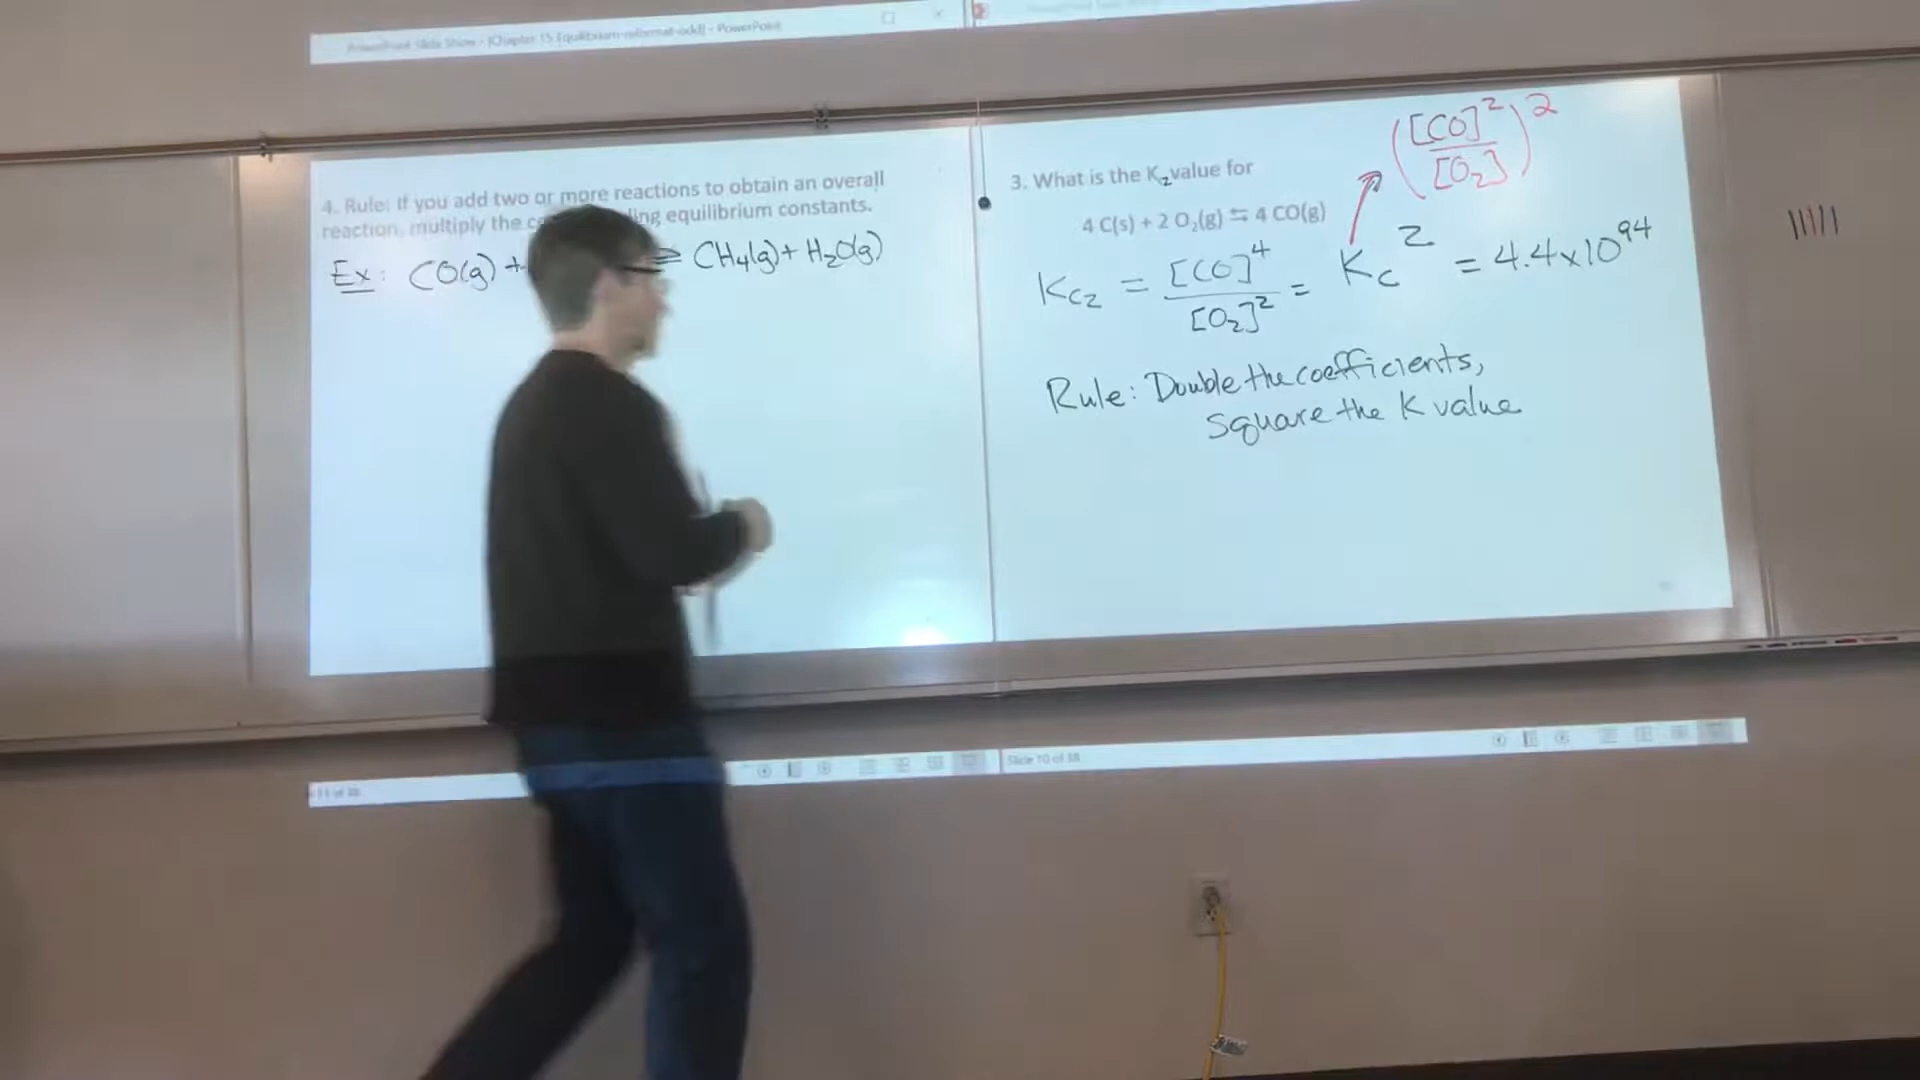 PowerPoint Slide Show - [Chapter 15 Equilibrium-reformat-odd] - PowerPoint
4. Rule: If you add two or more reactions to obtain an overall
reaction, multiply the equilibrium constants.
Ex: CO(g) + ⇌ CH₄(g) + H₂O(g)
3. What is the K₂ value for
4 C(s) + 2 O₂(g) ⇆ 4 CO(g)
([CO]²/[O₂])²
Kc₂ = [CO]⁴/[O₂]² = Kc² = 4.4x10⁹⁴
Rule: Double the coefficients,
square the K value
Slide 10 of 38